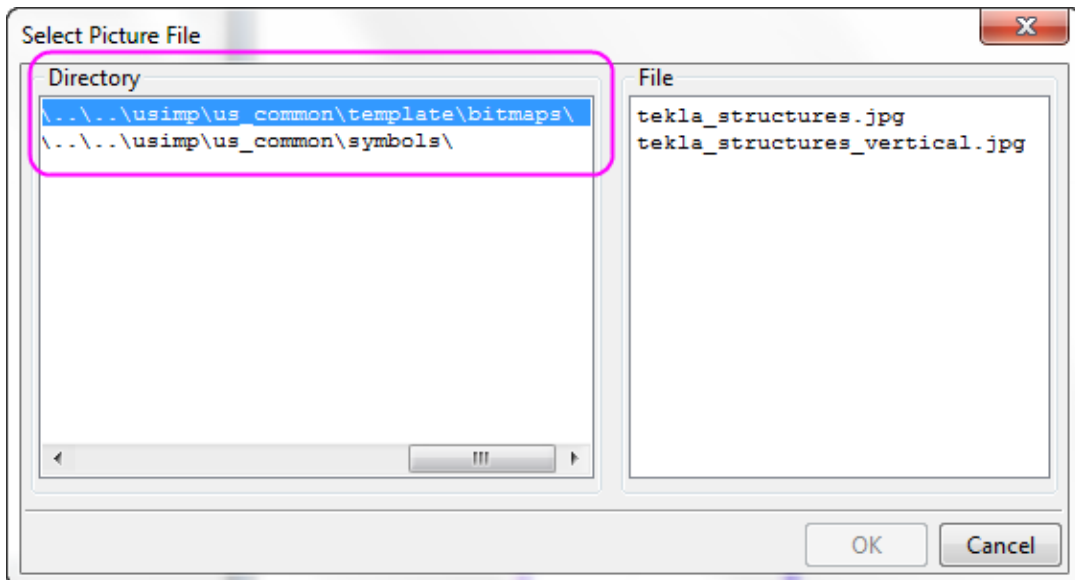 Select Picture File
Directory
\..\..\usimp\us_common\template\bitmaps\
\..\..\usimp\us_common\symbols\
File
tekla_structures.jpg
tekla_structures_vertical.jpg
OK
Cancel